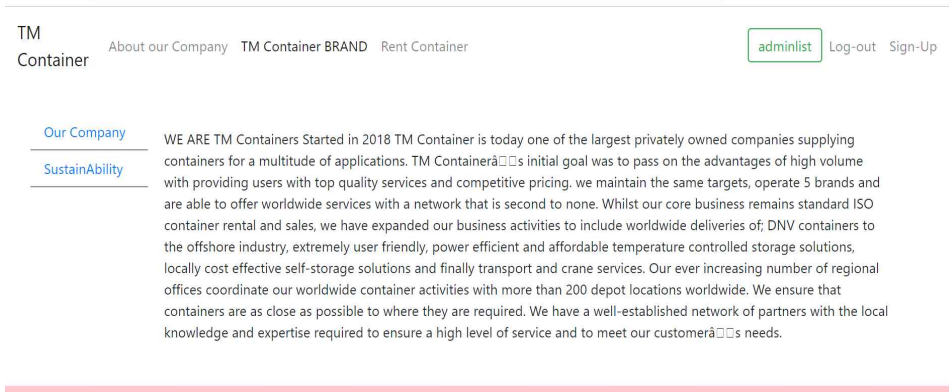 TM
Container
About our Company TM Container BRAND Rent Container
adminlist Log-out Sign-Up
Our Company
SustainAbility
WE ARE TM Containers Started in 2018 TM Container is today one of the largest privately owned companies supplying
containers for a multitude of applications. TM Containerâ□□s initial goal was to pass on the advantages of high volume
with providing users with top quality services and competitive pricing. we maintain the same targets, operate 5 brands and
are able to offer worldwide services with a network that is second to none. Whilst our core business remains standard ISO
container rental and sales, we have expanded our business activities to include worldwide deliveries of; DNV containers to
the offshore industry, extremely user friendly, power efficient and affordable temperature controlled storage solutions,
locally cost effective self-storage solutions and finally transport and crane services. Our ever increasing number of regional
offices coordinate our worldwide container activities with more than 200 depot locations worldwide. We ensure that
containers are as close as possible to where they are required. We have a well-established network of partners with the local
knowledge and expertise required to ensure a high level of service and to meet our customerâ□□s needs.